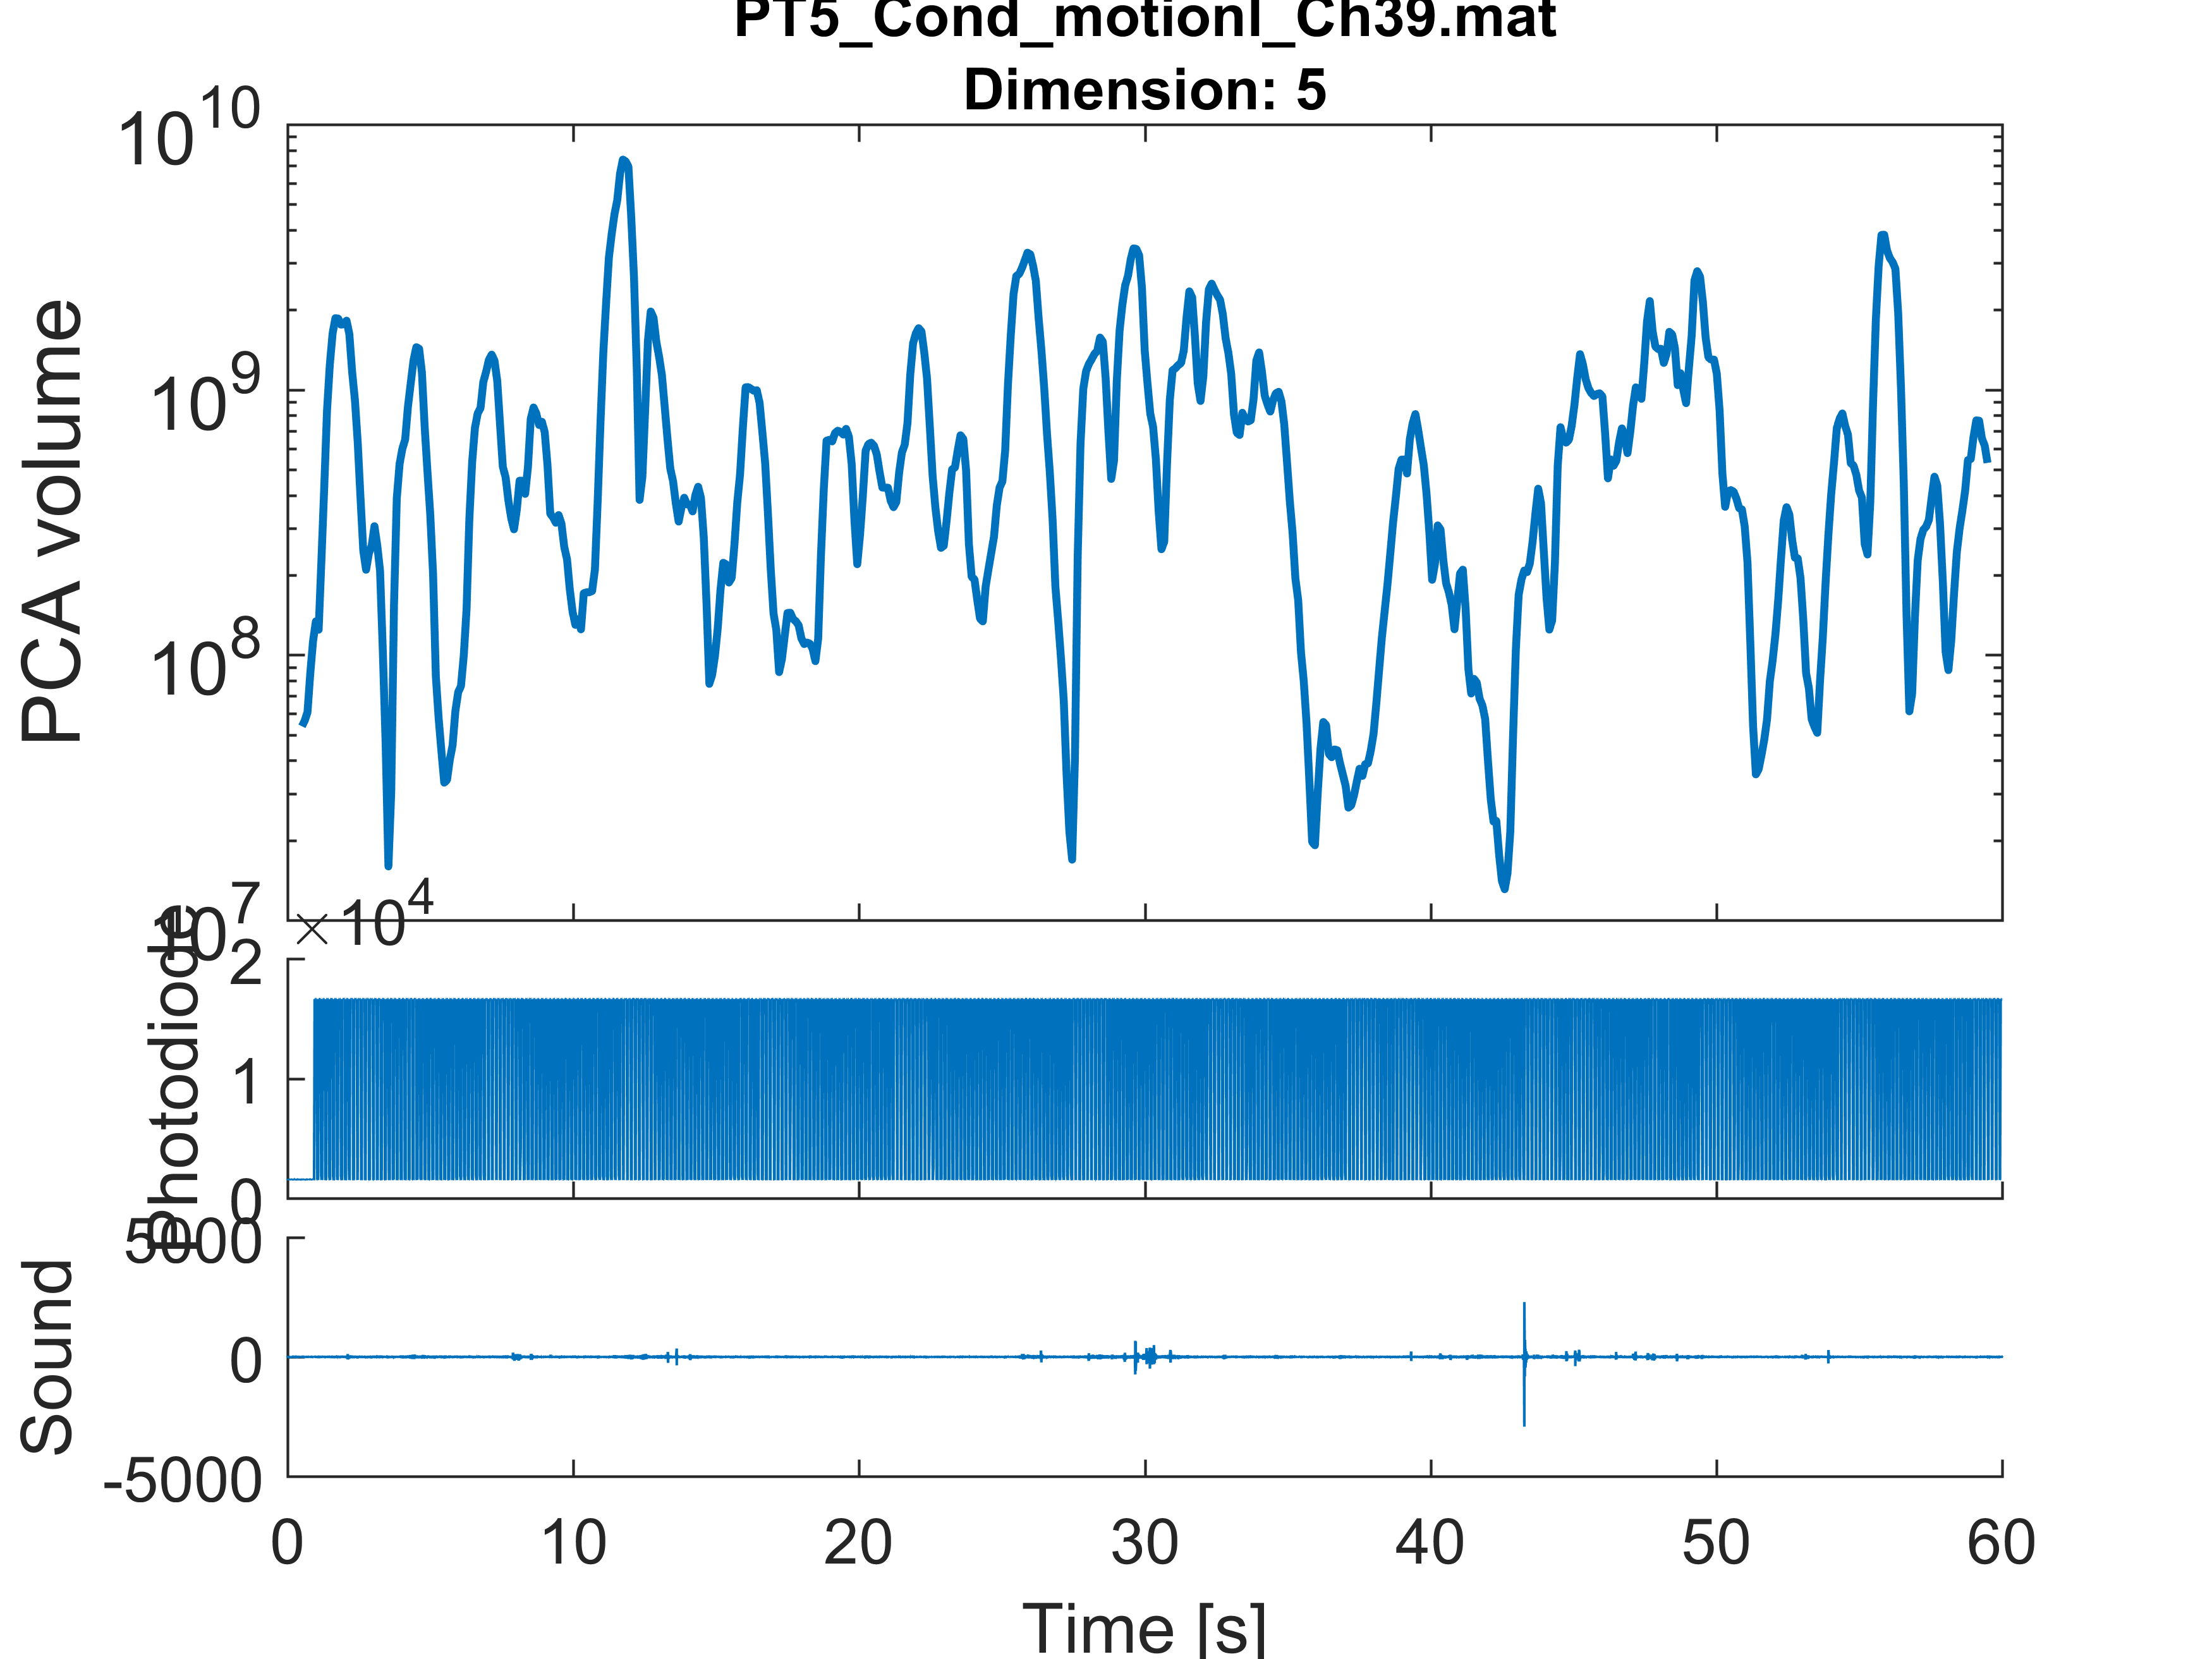 PT5_Cond_motionI_Ch39.mat
Dimension: 5
PCA volume
10^10
10^9
10^8
10^7
× 10^4
Photodiode
2
1
0
Sound
5000
0
-5000
0 10 20 30 40 50 60
Time [s]